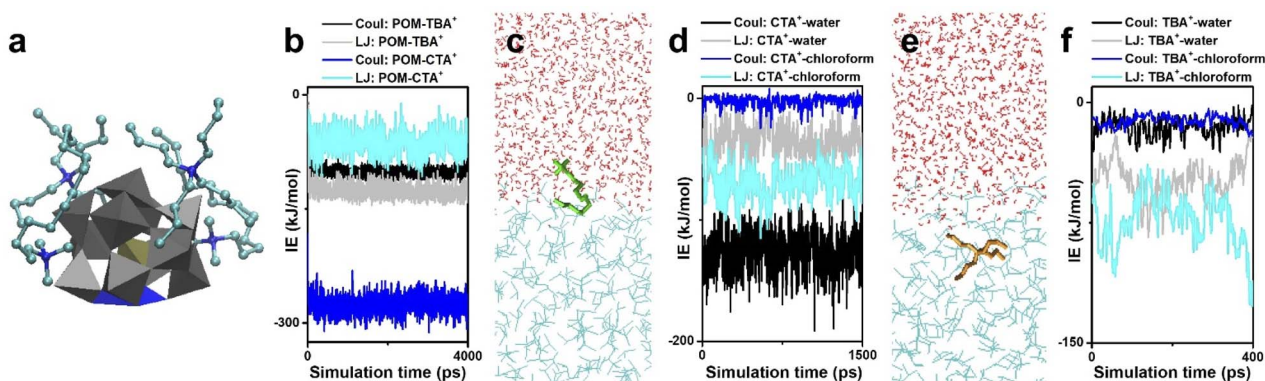 a
b
Coul: POM-TBA⁺
LJ: POM-TBA⁺
Coul: POM-CTA⁺
LJ: POM-CTA⁺
0
-300
IE (kJ/mol)
0
4000
Simulation time (ps)
c
d
Coul: CTA⁺-water
LJ: CTA⁺-water
Coul: CTA⁺-chloroform
LJ: CTA⁺-chloroform
0
-200
IE (kJ/mol)
0
1500
Simulation time (ps)
e
f
Coul: TBA⁺-water
LJ: TBA⁺-water
Coul: TBA⁺-chloroform
LJ: TBA⁺-chloroform
0
-150
IE (kJ/mol)
0
400
Simulation time (ps)